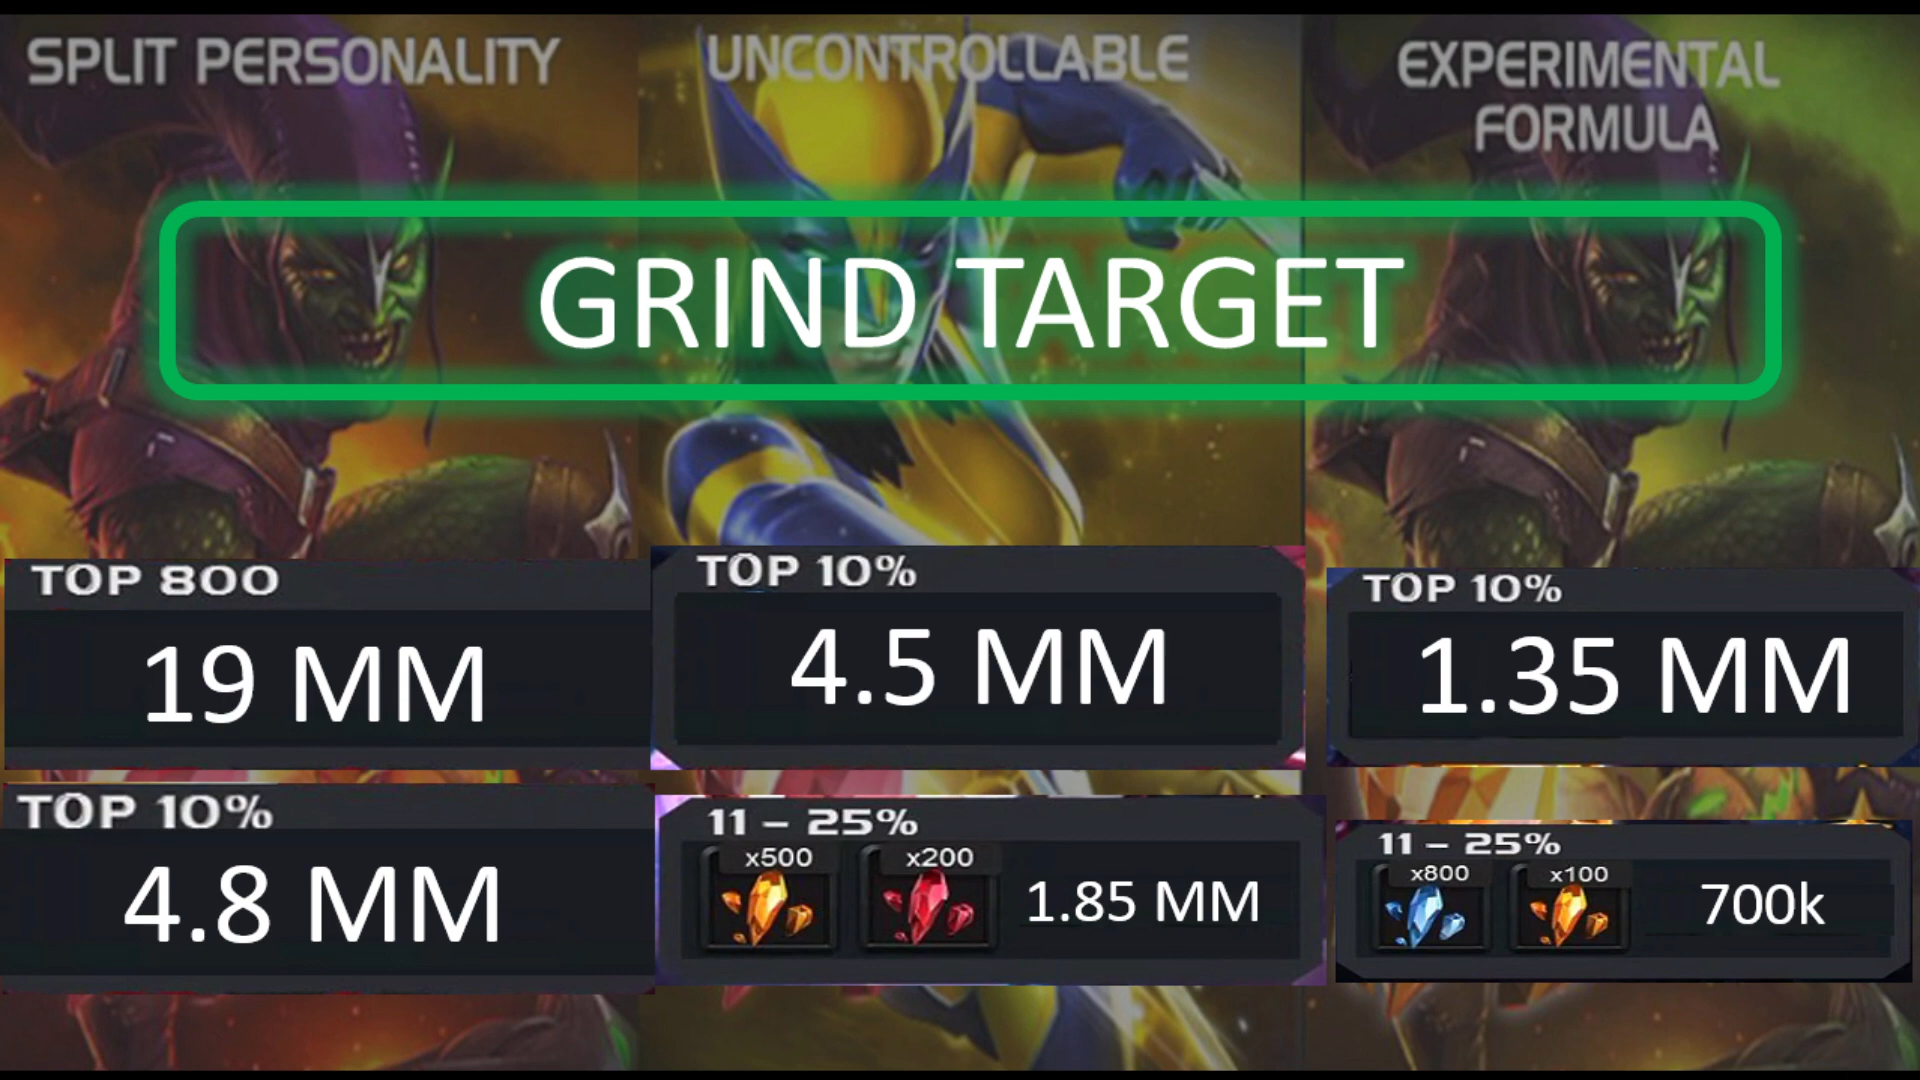 SPLIT PERSONALITY
UNCONTROLLABLE
EXPERIMENTAL
FORMULA
GRIND TARGET
TOP 800
19 MM
TOP 10%
4.8 MM
TOP 10%
4.5 MM
11 – 25%
x500 x200
1.85 MM
TOP 10%
1.35 MM
11 – 25%
x800 x100
700k